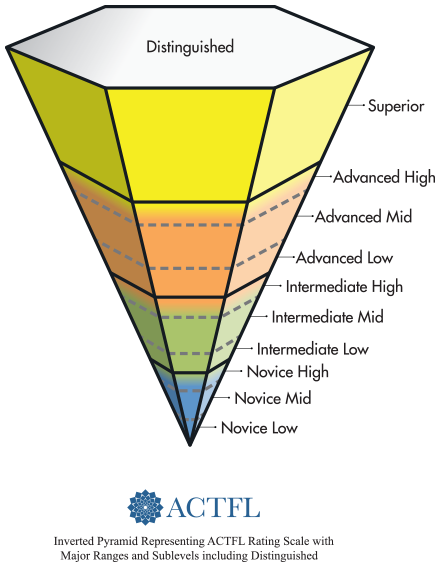 Distinguished
Superior
Advanced High
Advanced Mid
Advanced Low
Intermediate High
Intermediate Mid
Intermediate Low
Novice High
Novice Mid
Novice Low
ACTFL
Inverted Pyramid Representing ACTFL Rating Scale with
Major Ranges and Sublevels including Distinguished